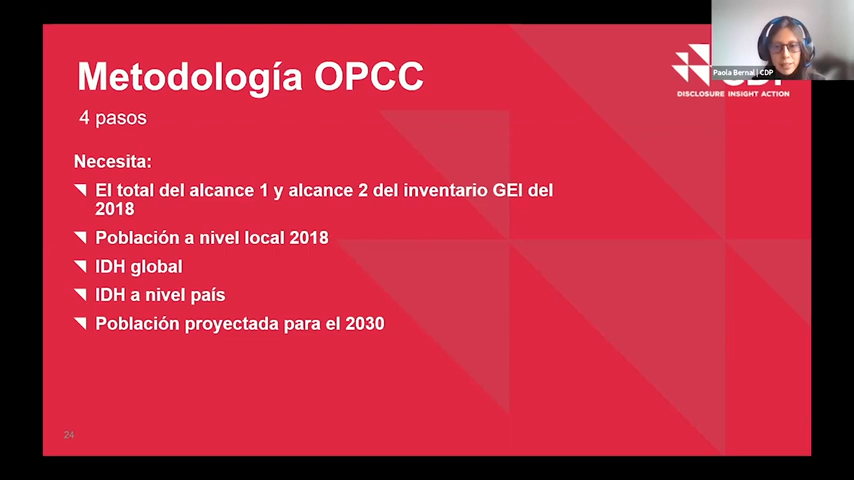 Metodología OPCC
4 pasos
Necesita:
El total del alcance 1 y alcance 2 del inventario GEI del
2018
Población a nivel local 2018
IDH global
IDH a nivel país
Población proyectada para el 2030
24
Paola Bernal | CDP
DISCLOSURE INSIGHT ACTION